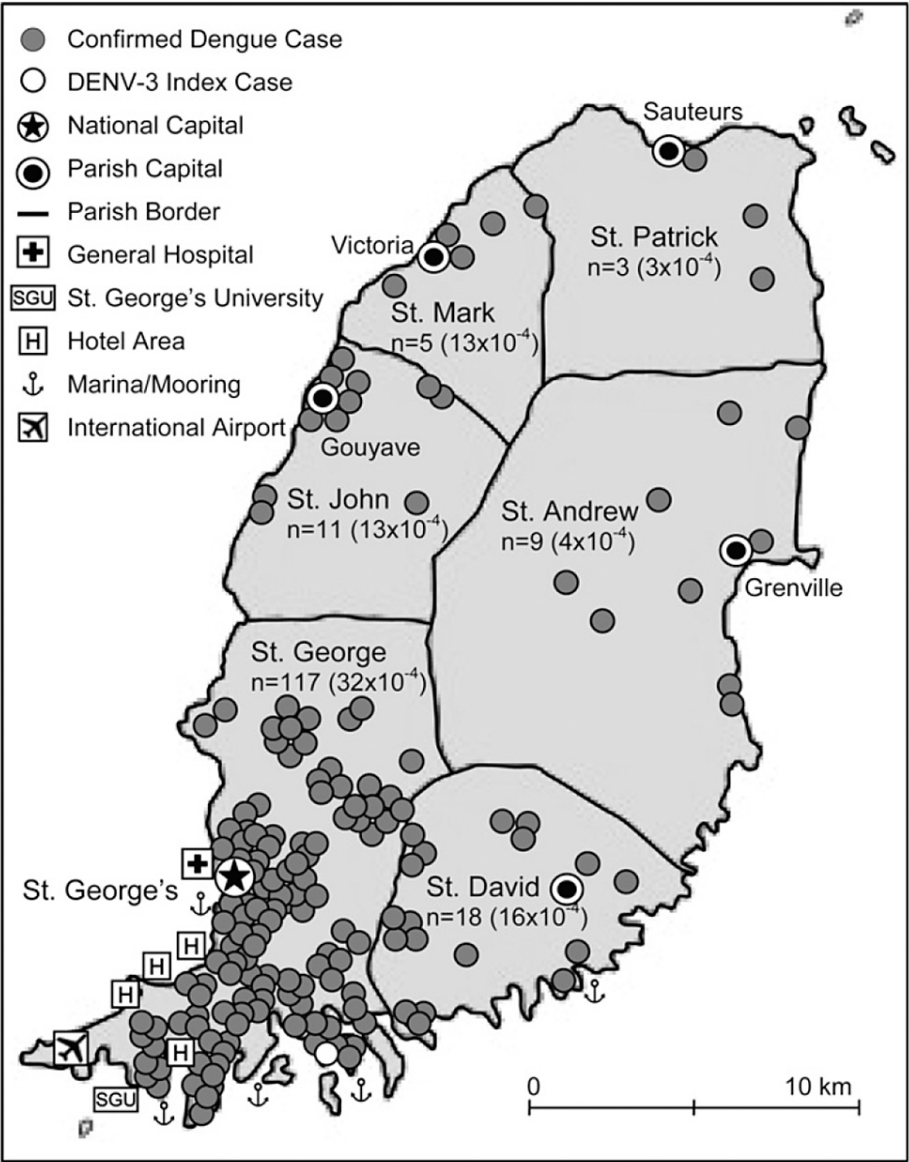 Confirmed Dengue Case
DENV-3 Index Case
National Capital
Parish Capital
Parish Border
General Hospital
SGU St. George's University
H Hotel Area
Marina/Mooring
International Airport
Sauteurs
St. Patrick
n=3 (3x10⁻⁴)
Victoria
St. Mark
n=5 (13x10⁻⁴)
Gouyave
St. John
n=11 (13x10⁻⁴)
St. Andrew
n=9 (4x10⁻⁴)
Grenville
St. George
n=117 (32x10⁻⁴)
St. George's
St. David
n=18 (16x10⁻⁴)
H
H
H
H
SGU
0 10 km